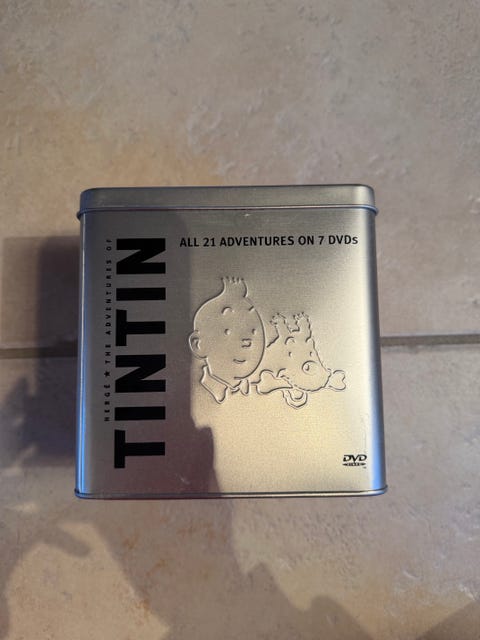 HERGÉ ★ THE ADVENTURES OF
TINTIN
ALL 21 ADVENTURES ON 7 DVDs
DVD